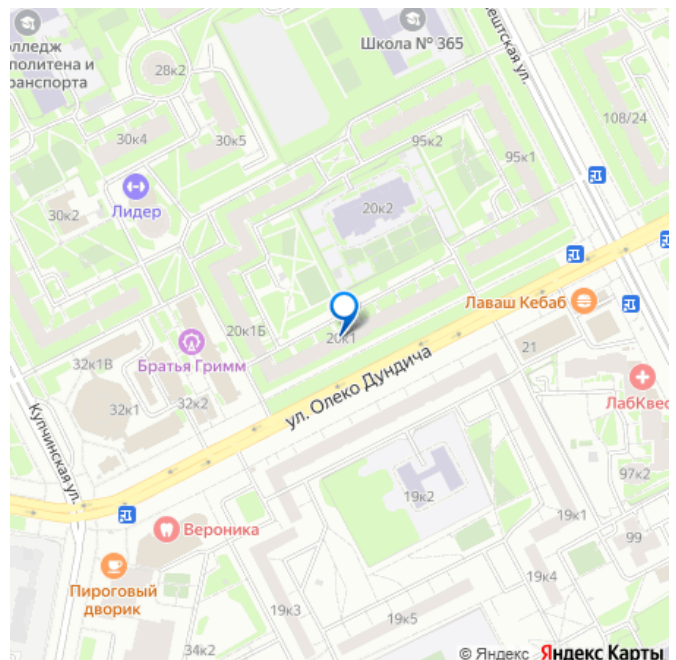 Школа № 365
олледж
политена и
ранспорта
28к2
ештская ул.
108/24
30к4
30к5
95к2
95к1
Лидер
30к2
20к2
20к1Б
20к1
Лаваш Кебаб
21
Братья Гримм
32к1В
32к1
32к2
ул. Олеко Дундича
Купчинская ул.
ЛабКвес
97к2
19к2
19к1
99
Вероника
Пироговый
дворик
19к4
19к3
19к5
34к2
© Яндекс Яндекс Карты